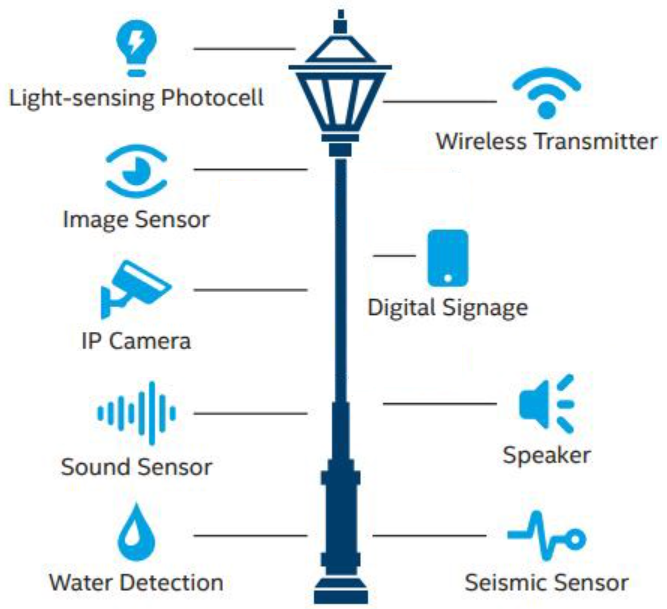 Light-sensing Photocell
Wireless Transmitter
Image Sensor
Digital Signage
IP Camera
Speaker
Sound Sensor
Water Detection
Seismic Sensor